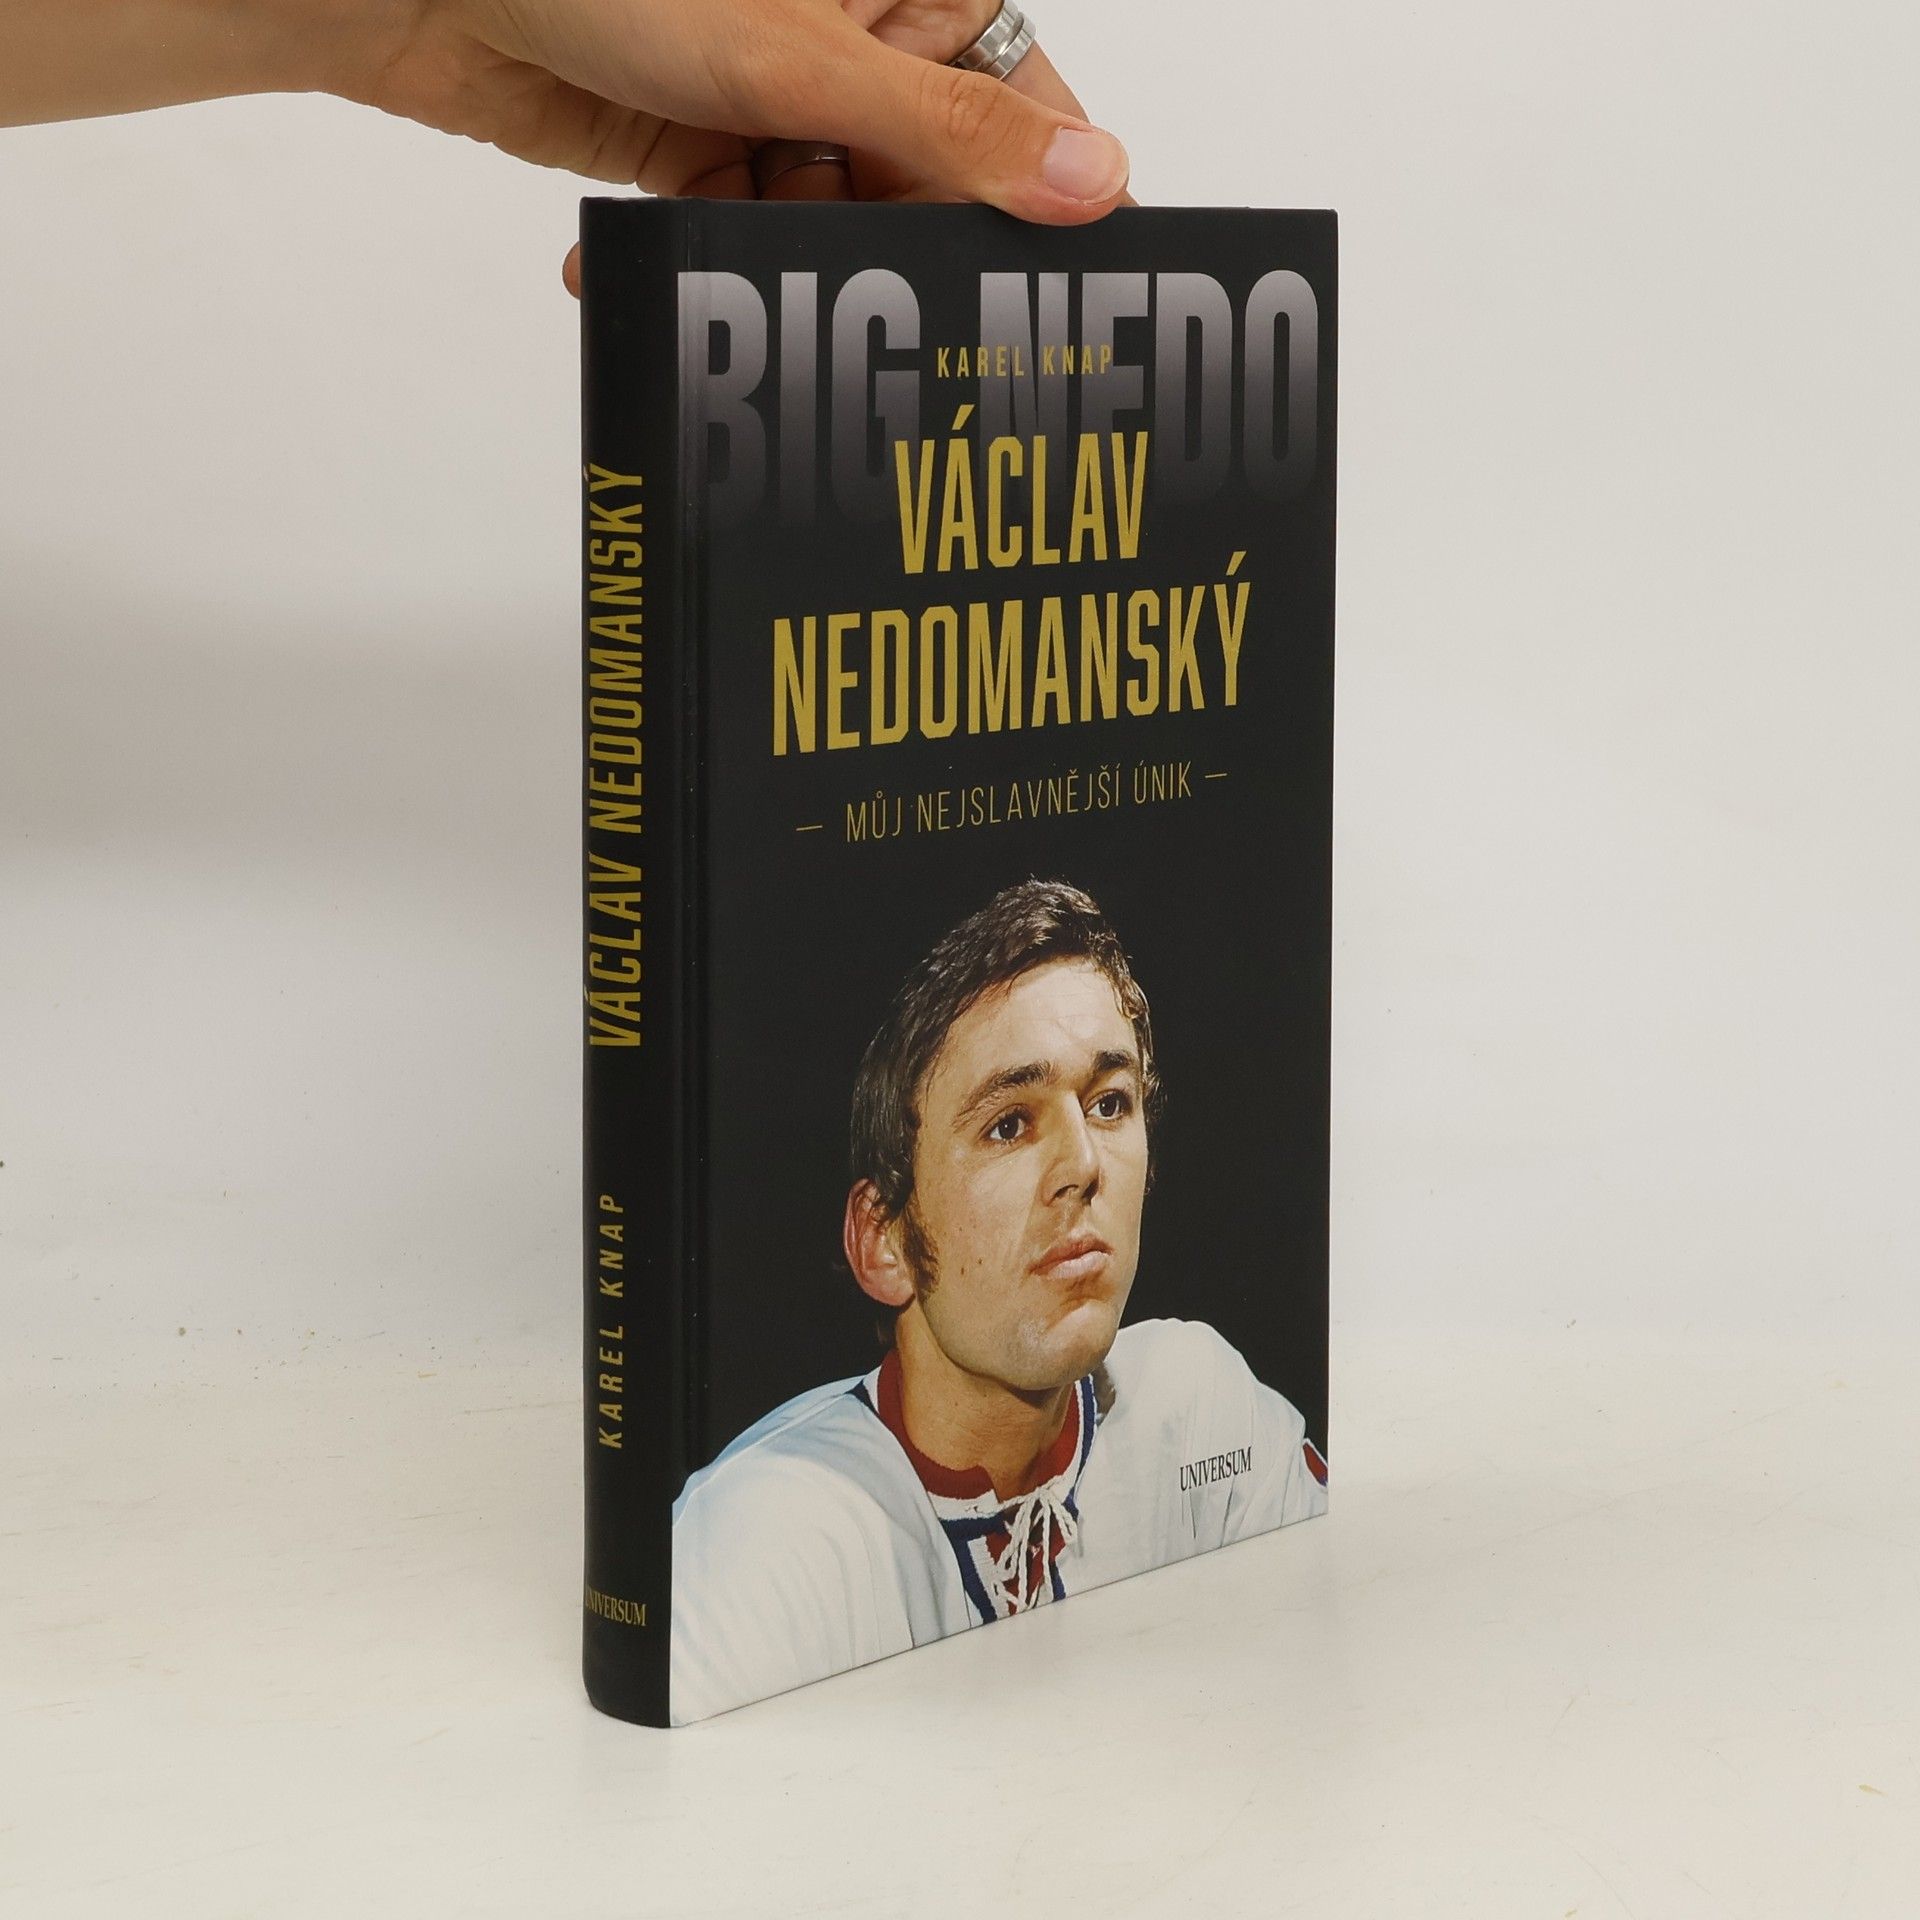 BIG NEDO
KAREL KNAP
VÁCLAV
NEDOMANSKÝ
— MŮJ NEJSLAVNĚJŠÍ ÚNIK —
UNIVERSUM
VÁCLAV NEDOMANSKÝ
KAREL KNAP
UNIVERSUM